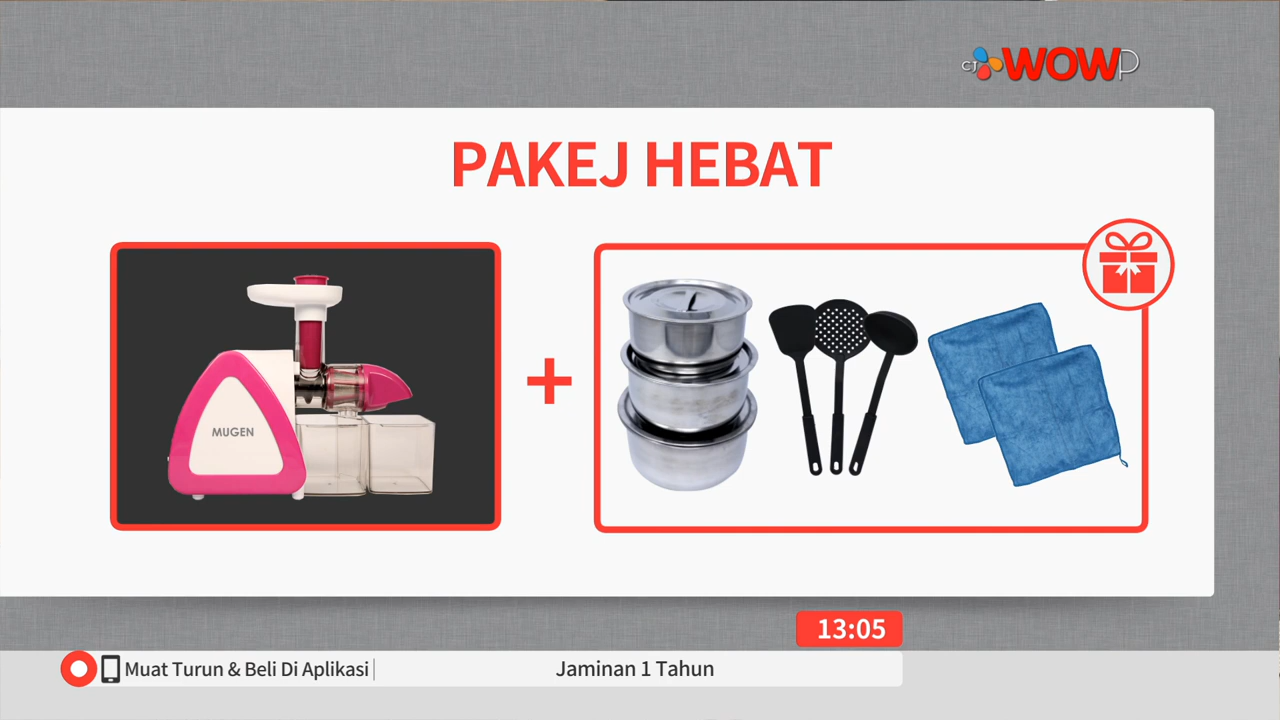 CJ WOW P
PAKEJ HEBAT
MUGEN
13:05
Muat Turun & Beli Di Aplikasi
Jaminan 1 Tahun